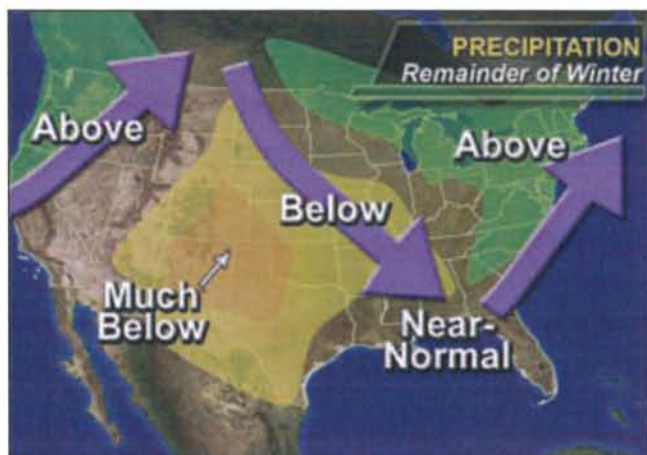 PRECIPITATION
Remainder of Winter
Above
Above
Below
Much
Below
Near-
Normal